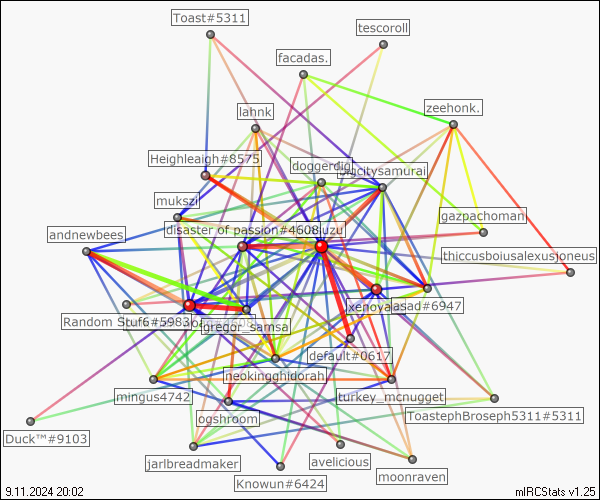 Toast#5311
tescoroll
facadas.
zeehonk.
lahnk
Heighleaigh#8575
doggerfig
citysamurai
mukszi
gazpachoman
andnewbees
disaster of passion#4608
uzu
thiccusboiusalexusjoneus
xenoya
asad#6947
Random Stuf6#5983
gregor_samsa
default#0617
neokingghidorah
mingus4742
turkey_mcnugget
ogshroom
ToastephBroseph5311#5311
Duck™#9103
jarlbreadmaker
avelicious
moonraven
Knowun#6424
9.11.2024 20:02
mIRCStats v1.25